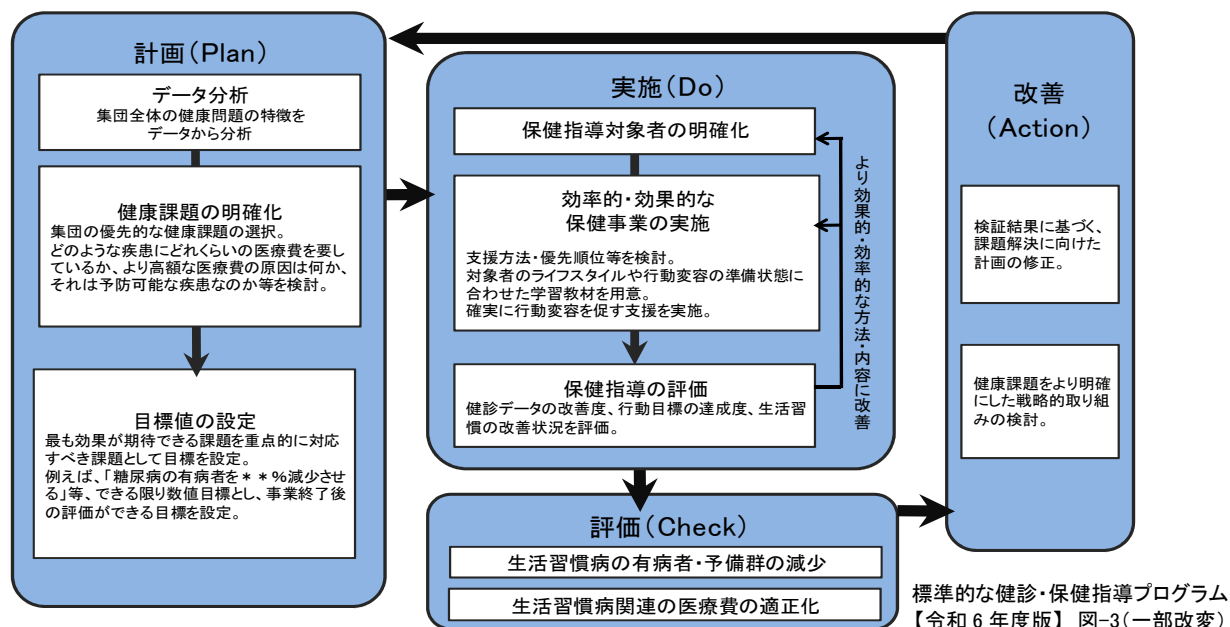 計画(Plan)
データ分析
集団全体の健康問題の特徴を
データから分析
健康課題の明確化
集団の優先的な健康課題の選択。
どのような疾患にどれくらいの医療費を要し
ているか、より高額な医療費の原因は何か、
それは予防可能な疾患なのか等を検討。
目標値の設定
最も効果が期待できる課題を重点的に対応
すべき課題として目標を設定。
例えば、「糖尿病の有病者を**%減少させ
る」等、できる限り数値目標とし、事業終了後
の評価ができる目標を設定。
実施(Do)
保健指導対象者の明確化
効率的・効果的な
保健事業の実施
支援方法・優先順位等を検討。
対象者のライフスタイルや行動変容の準備状態に
合わせた学習教材を用意。
確実に行動変容を促す支援を実施。
保健指導の評価
健診データの改善度、行動目標の達成度、生活習
慣の改善状況を評価。
より効果的・効率的な方法・内容に改善
評価(Check)
生活習慣病の有病者・予備群の減少
生活習慣病関連の医療費の適正化
改善
(Action)
検証結果に基づく、
課題解決に向けた
計画の修正。
健康課題をより明確
にした戦略的取り組
みの検討。
標準的な健診・保健指導プログラム
【令和6年度版】 図-3(一部改変)